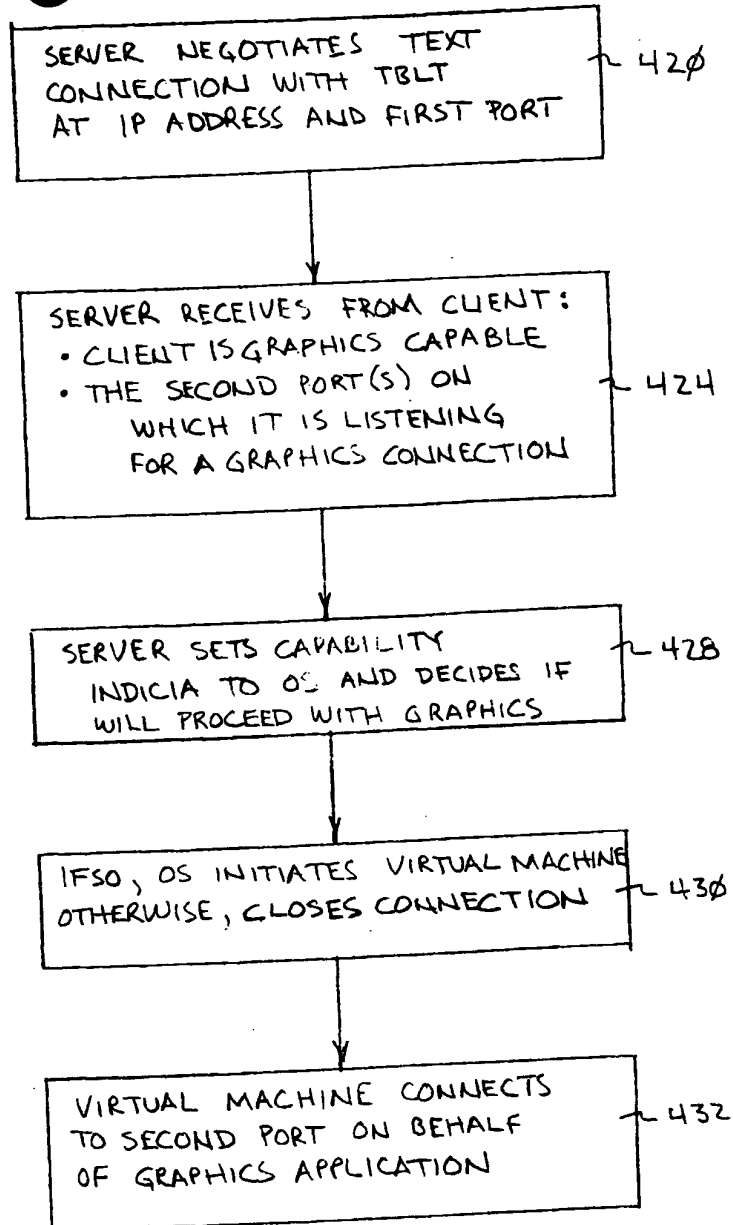 SERVER NEGOTIATES TEXT
CONNECTION WITH TBLT
AT IP ADDRESS AND FIRST PORT
420
SERVER RECEIVES FROM CLIENT:
• CLIENT IS GRAPHICS CAPABLE
• THE SECOND PORT(S) ON
WHICH IT IS LISTENING
FOR A GRAPHICS CONNECTION
424
SERVER SETS CAPABILITY
INDICIA TO OS AND DECIDES IF
WILL PROCEED WITH GRAPHICS
428
IF SO, OS INITIATES VIRTUAL MACHINE
OTHERWISE, CLOSES CONNECTION
430
VIRTUAL MACHINE CONNECTS
TO SECOND PORT ON BEHALF
OF GRAPHICS APPLICATION
432